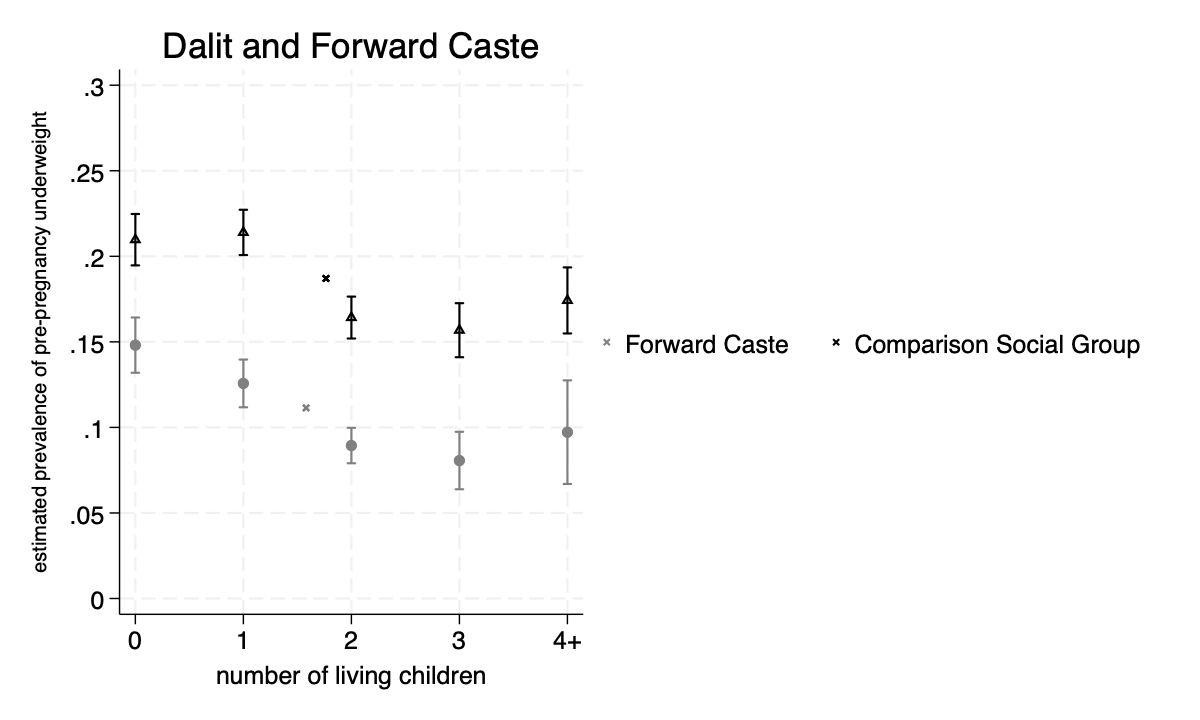 Dalit and Forward Caste
estimated prevalence of pre-pregnancy underweight
.3
.25
.2
.15
.1
.05
0
0 1 2 3 4+
number of living children
Forward Caste Comparison Social Group